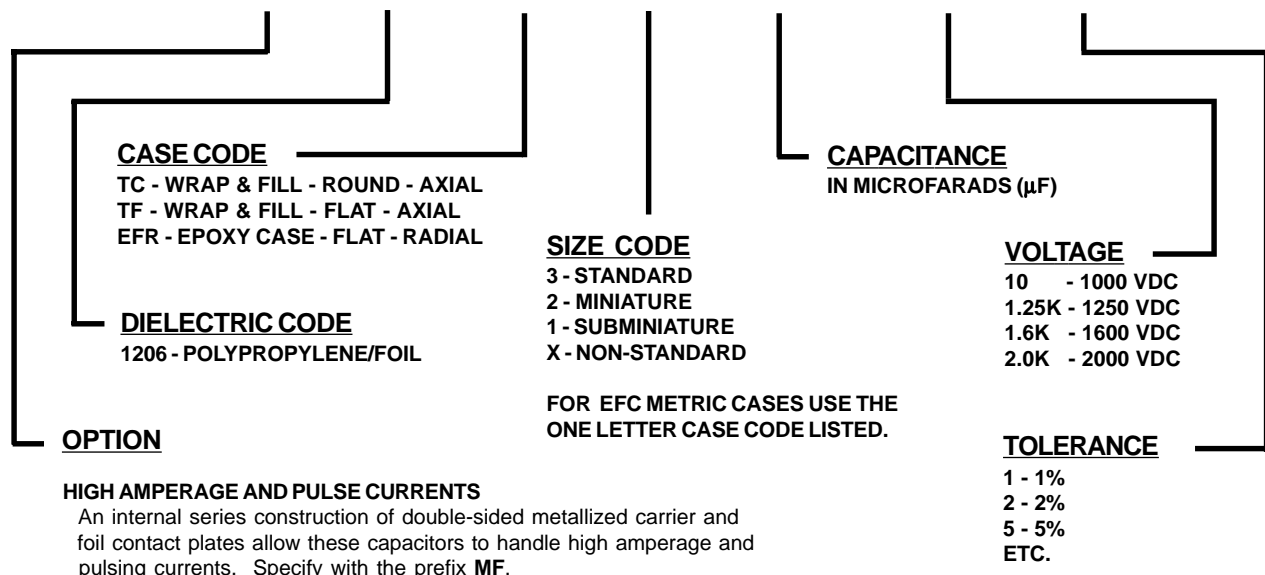 CASE CODE
TC - WRAP & FILL - ROUND - AXIAL
TF - WRAP & FILL - FLAT - AXIAL
EFR - EPOXY CASE - FLAT - RADIAL
DIELECTRIC CODE
1206 - POLYPROPYLENE/FOIL
OPTION
HIGH AMPERAGE AND PULSE CURRENTS
An internal series construction of double-sided metallized carrier and
foil contact plates allow these capacitors to handle high amperage and
pulsing currents. Specify with the prefix MF.
SIZE CODE
3 - STANDARD
2 - MINIATURE
1 - SUBMINIATURE
X - NON-STANDARD
FOR EFC METRIC CASES USE THE
ONE LETTER CASE CODE LISTED.
CAPACITANCE
IN MICROFARADS (µF)
VOLTAGE
10 - 1000 VDC
1.25K - 1250 VDC
1.6K - 1600 VDC
2.0K - 2000 VDC
TOLERANCE
1 - 1%
2 - 2%
5 - 5%
ETC.